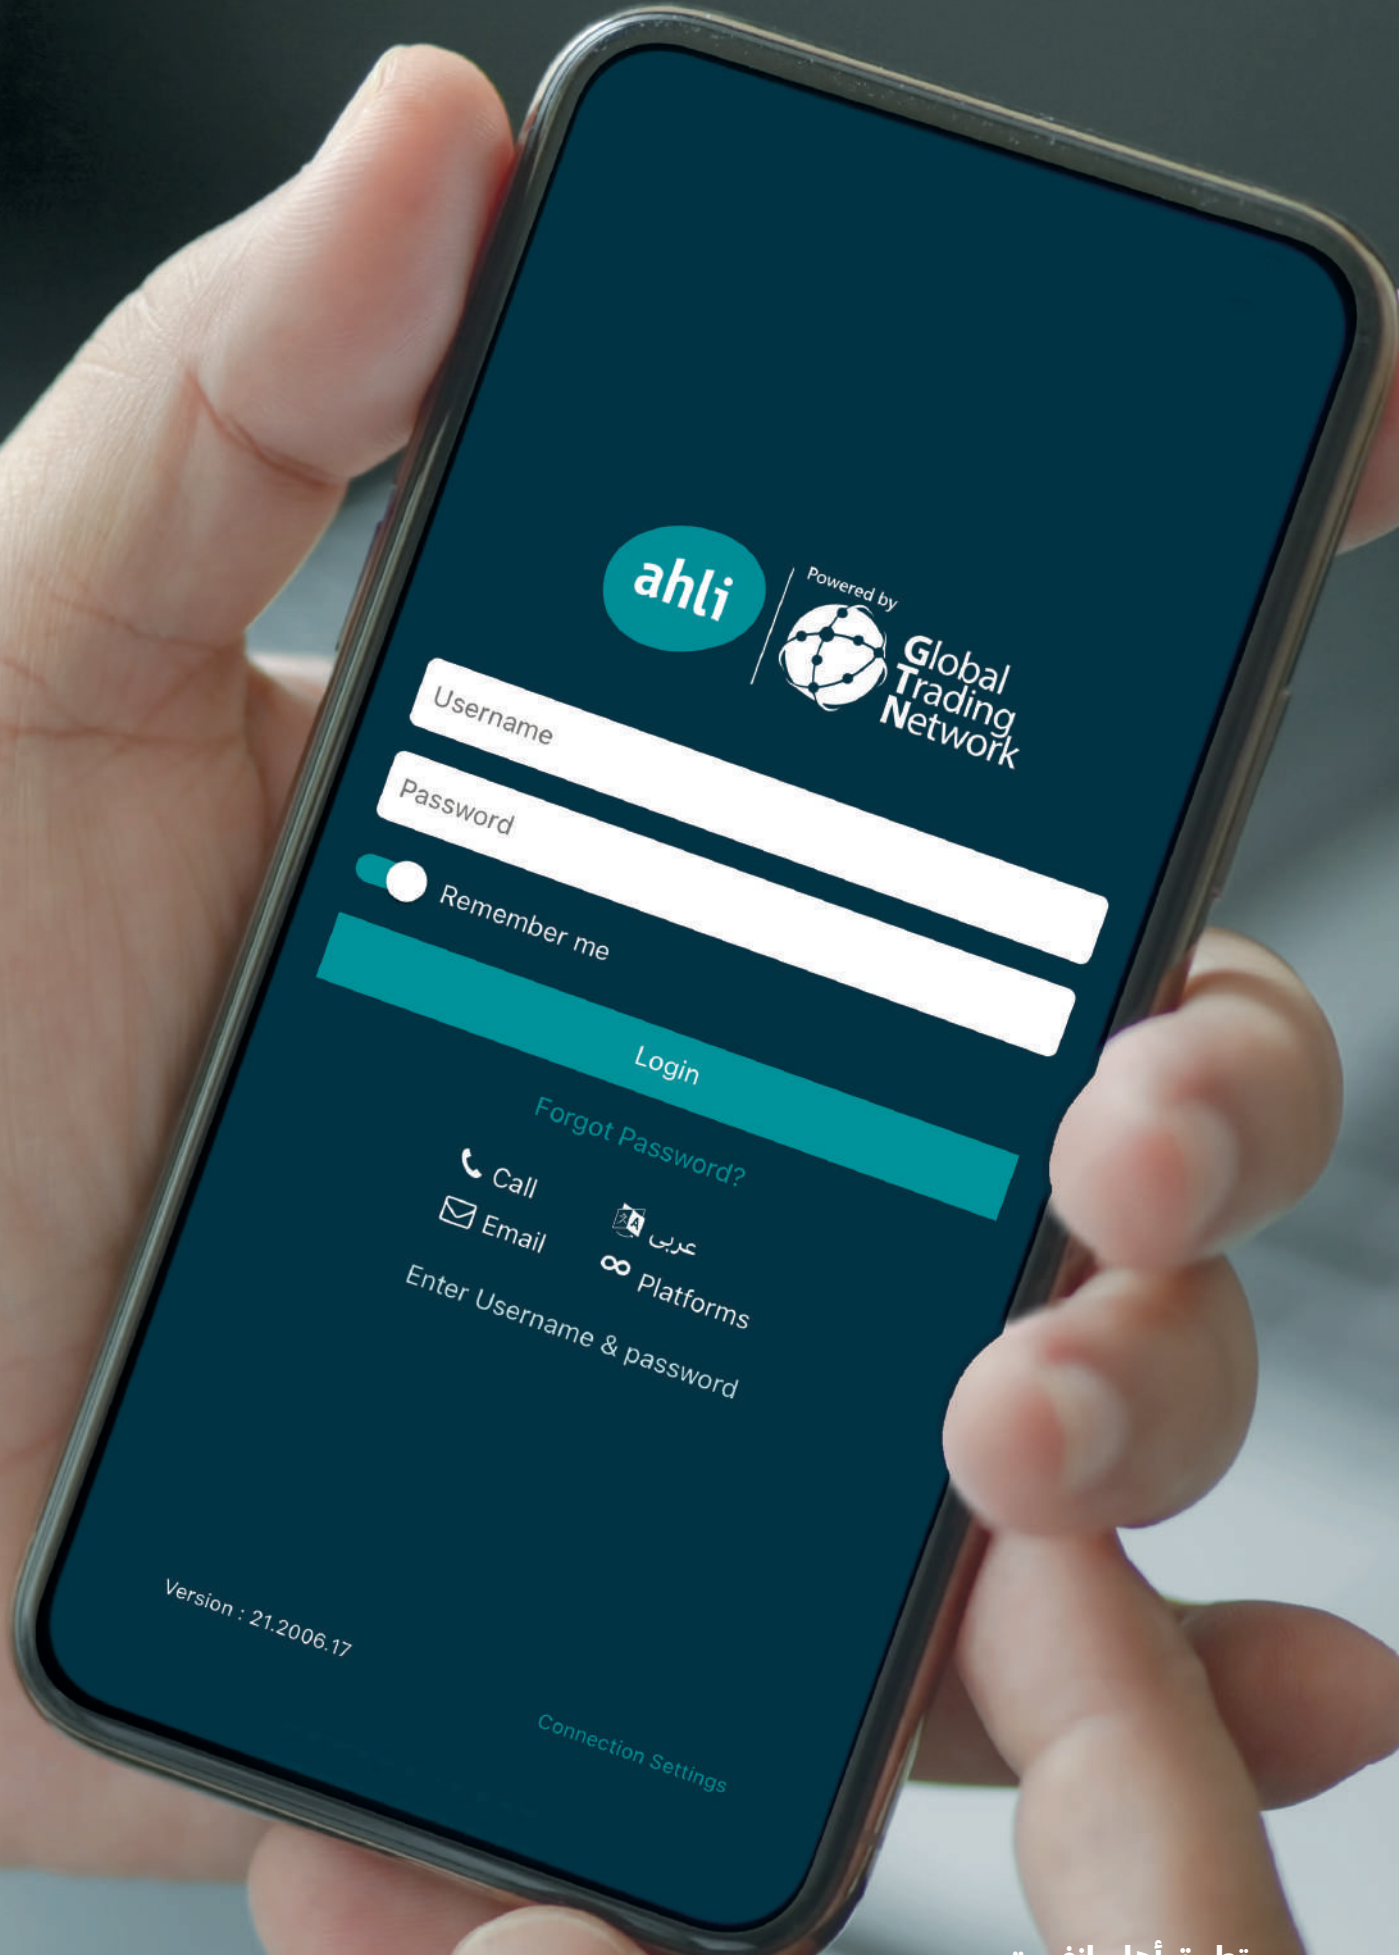 ahli
Powered by
Global
Trading
Network
Username
Password
Remember me
Login
Forgot Password?
Call
عربى
Email
Platforms
Enter Username & password
Version : 21.2006.17
Connection Settings